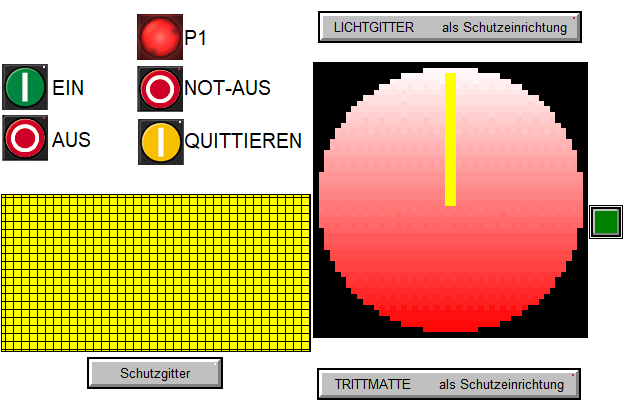 LICHTGITTER als Schutzeinrichtung
P1
EIN
NOT-AUS
AUS
QUITTIEREN
Schutzgitter
TRITTMATTE als Schutzeinrichtung